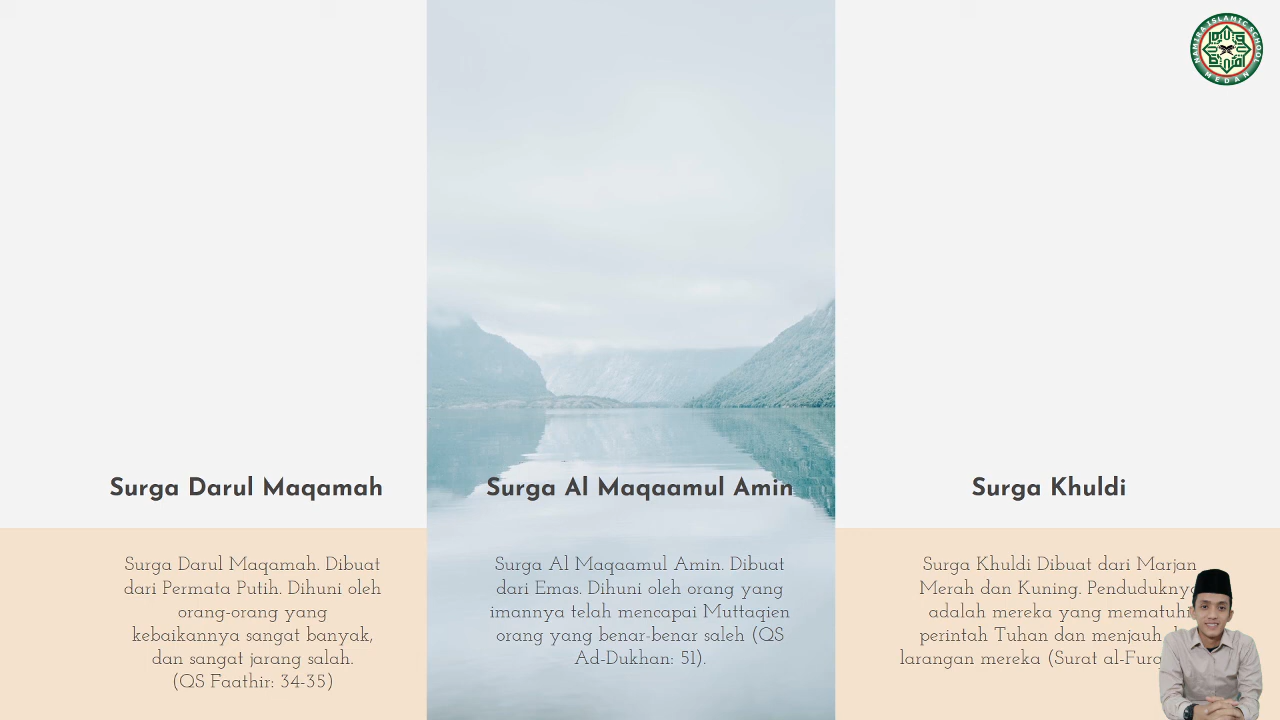 NAMIRA ISLAMIC SCHOOL
MEDAN
Surga Darul Maqamah
Surga Darul Maqamah. Dibuat
dari Permata Putih. Dihuni oleh
orang-orang yang
kebaikannya sangat banyak,
dan sangat jarang salah.
(QS Faathir: 34-35)
Surga Al Maqaamul Amin
Surga Al Maqaamul Amin. Dibuat
dari Emas. Dihuni oleh orang yang
imannya telah mencapai Muttaqien
orang yang benar-benar saleh (QS
Ad-Dukhan: 51).
Surga Khuldi
Surga Khuldi Dibuat dari Marjan
Merah dan Kuning. Penduduknya
adalah mereka yang mematuhi
perintah Tuhan dan menjauh
larangan mereka (Surat